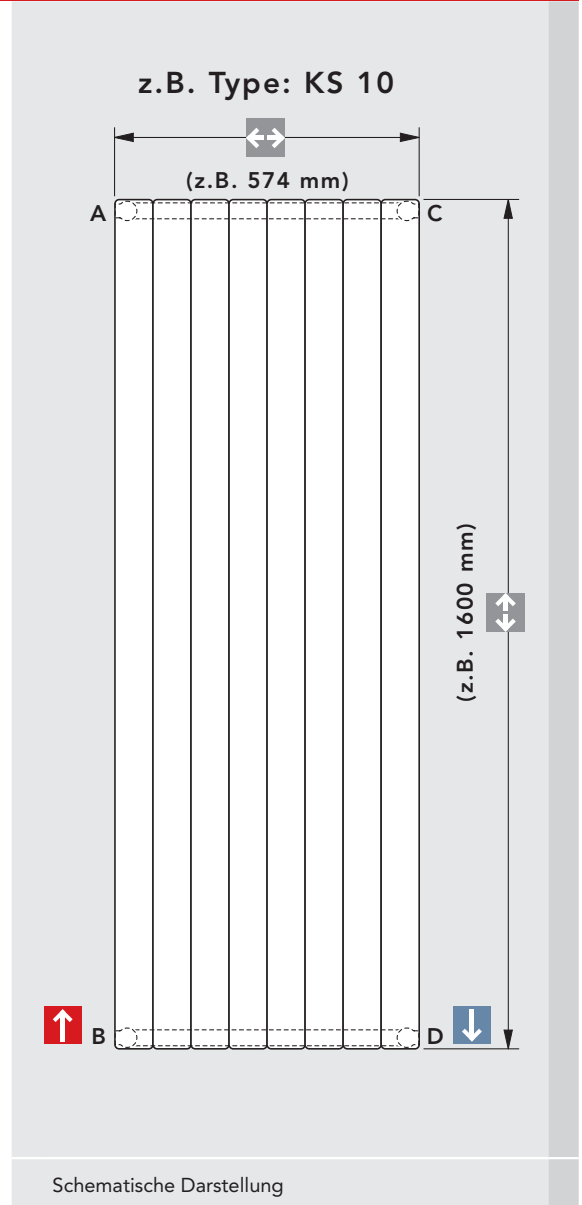 z.B. Type: KS 10
(z.B. 574 mm)
A
C
(z.B. 1600 mm)
B
D
Schematische Darstellung